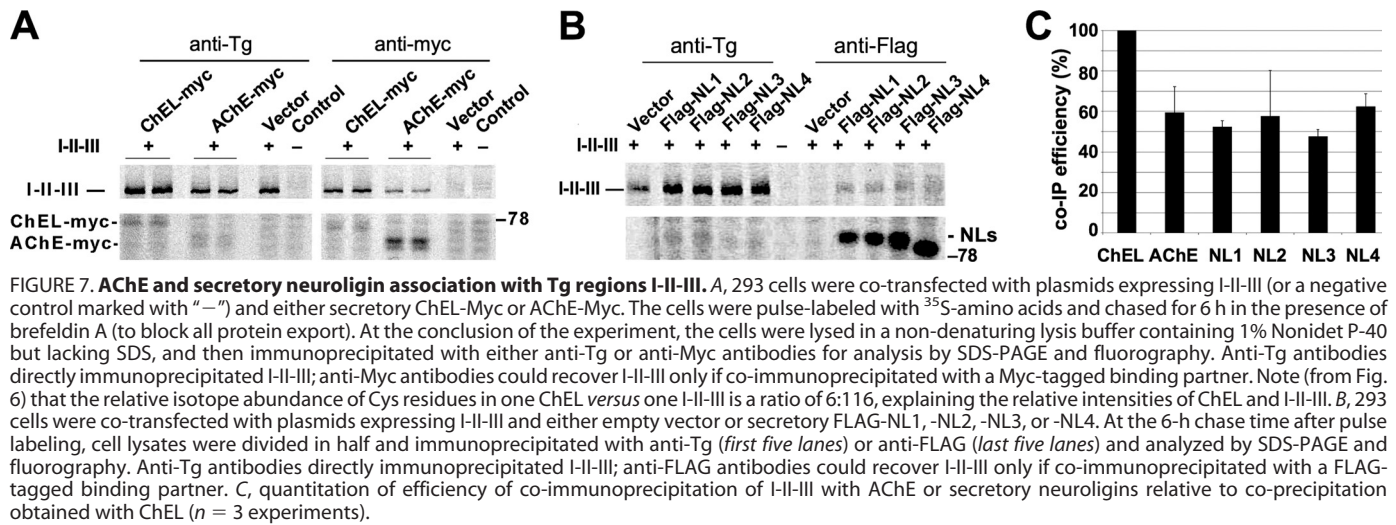 A
anti-Tg
anti-myc
ChEL-myc
AChE-myc
Vector
Control
ChEL-myc
AChE-myc
Vector
Control
I-II-III
+ + + – + + + –
I-II-III —
ChEL-myc-
AChE-myc-
–78
B
anti-Tg
anti-Flag
Vector
Flag-NL1
Flag-NL2
Flag-NL3
Flag-NL4
Vector
Flag-NL1
Flag-NL2
Flag-NL3
Flag-NL4
I-II-III + + + + + – + + + + +
I-II-III —
- NLs
–78
C
co-IP efficiency (%)
100
80
60
40
20
0
ChEL AChE NL1 NL2 NL3 NL4
FIGURE 7. AChE and secretory neuroligin association with Tg regions I-II-III. A, 293 cells were co-transfected with plasmids expressing I-II-III (or a negative
control marked with “−”) and either secretory ChEL-Myc or AChE-Myc. The cells were pulse-labeled with ³⁵S-amino acids and chased for 6 h in the presence of
brefeldin A (to block all protein export). At the conclusion of the experiment, the cells were lysed in a non-denaturing lysis buffer containing 1% Nonidet P-40
but lacking SDS, and then immunoprecipitated with either anti-Tg or anti-Myc antibodies for analysis by SDS-PAGE and fluorography. Anti-Tg antibodies
directly immunoprecipitated I-II-III; anti-Myc antibodies could recover I-II-III only if co-immunoprecipitated with a Myc-tagged binding partner. Note (from Fig.
6) that the relative isotope abundance of Cys residues in one ChEL versus one I-II-III is a ratio of 6:116, explaining the relative intensities of ChEL and I-II-III. B, 293
cells were co-transfected with plasmids expressing I-II-III and either empty vector or secretory FLAG-NL1, -NL2, -NL3, or -NL4. At the 6-h chase time after pulse
labeling, cell lysates were divided in half and immunoprecipitated with anti-Tg (first five lanes) or anti-FLAG (last five lanes) and analyzed by SDS-PAGE and
fluorography. Anti-Tg antibodies directly immunoprecipitated I-II-III; anti-FLAG antibodies could recover I-II-III only if co-immunoprecipitated with a FLAG-
tagged binding partner. C, quantitation of efficiency of co-immunoprecipitation of I-II-III with AChE or secretory neuroligins relative to co-precipitation
obtained with ChEL (n = 3 experiments).